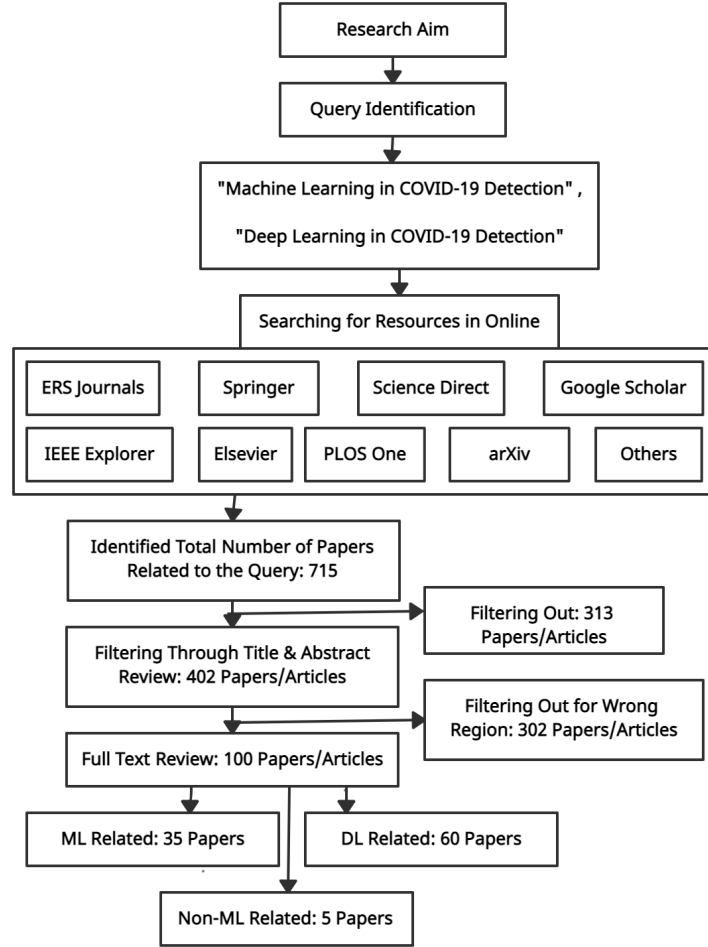 Research Aim
Query Identification
"Machine Learning in COVID-19 Detection" ,
"Deep Learning in COVID-19 Detection"
Searching for Resources in Online
ERS Journals
Springer
Science Direct
Google Scholar
IEEE Explorer
Elsevier
PLOS One
arXiv
Others
Identified Total Number of Papers
Related to the Query: 715
Filtering Out: 313
Papers/Articles
Filtering Through Title & Abstract
Review: 402 Papers/Articles
Filtering Out for Wrong
Region: 302 Papers/Articles
Full Text Review: 100 Papers/Articles
ML Related: 35 Papers
DL Related: 60 Papers
Non-ML Related: 5 Papers